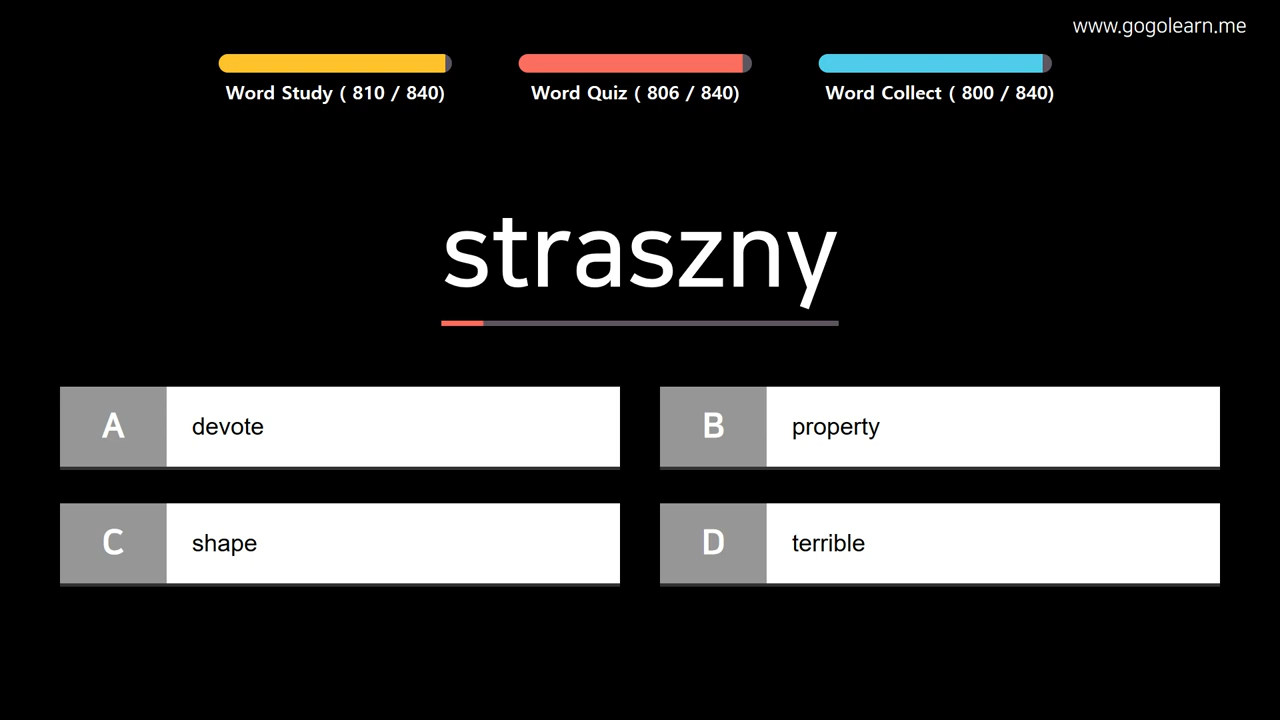 www.gogolearn.me
Word Study ( 810 / 840)
Word Quiz ( 806 / 840)
Word Collect ( 800 / 840)
straszny
A
devote
B
property
C
shape
D
terrible